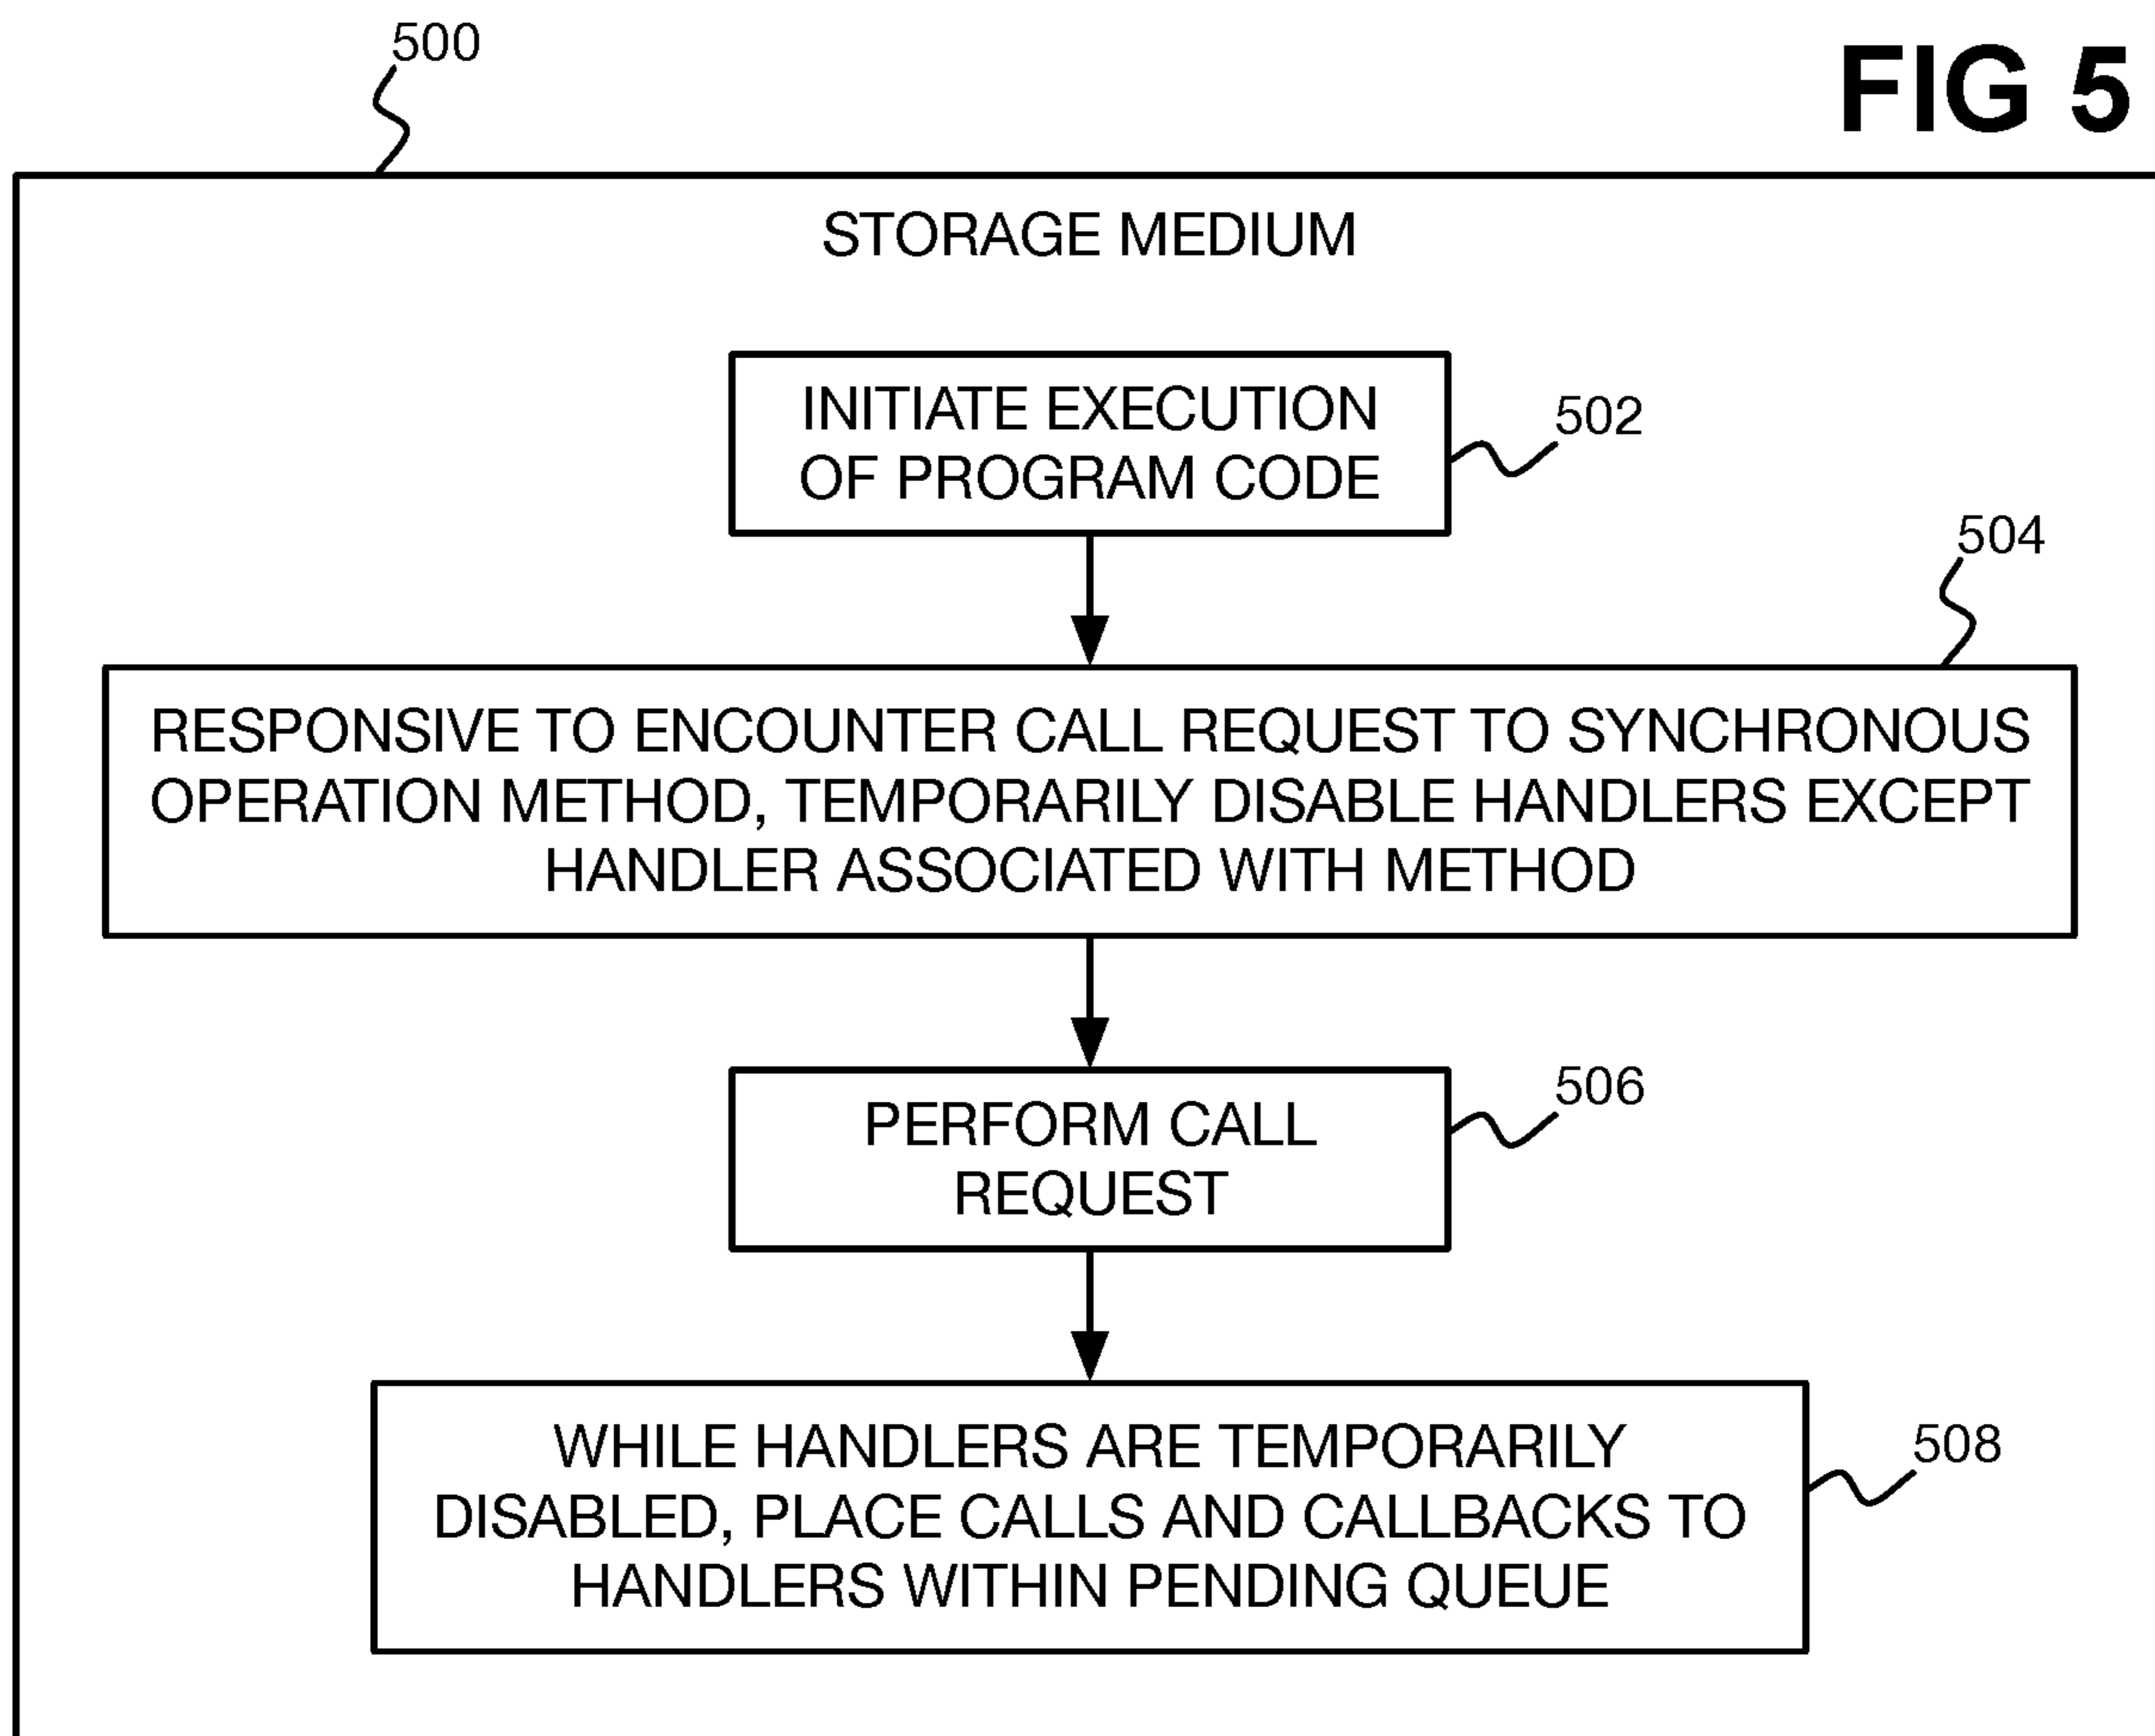 500
FIG 5
STORAGE MEDIUM
INITIATE EXECUTION
OF PROGRAM CODE
502
504
RESPONSIVE TO ENCOUNTER CALL REQUEST TO SYNCHRONOUS
OPERATION METHOD, TEMPORARILY DISABLE HANDLERS EXCEPT
HANDLER ASSOCIATED WITH METHOD
PERFORM CALL
REQUEST
506
WHILE HANDLERS ARE TEMPORARILY
DISABLED, PLACE CALLS AND CALLBACKS TO
HANDLERS WITHIN PENDING QUEUE
508